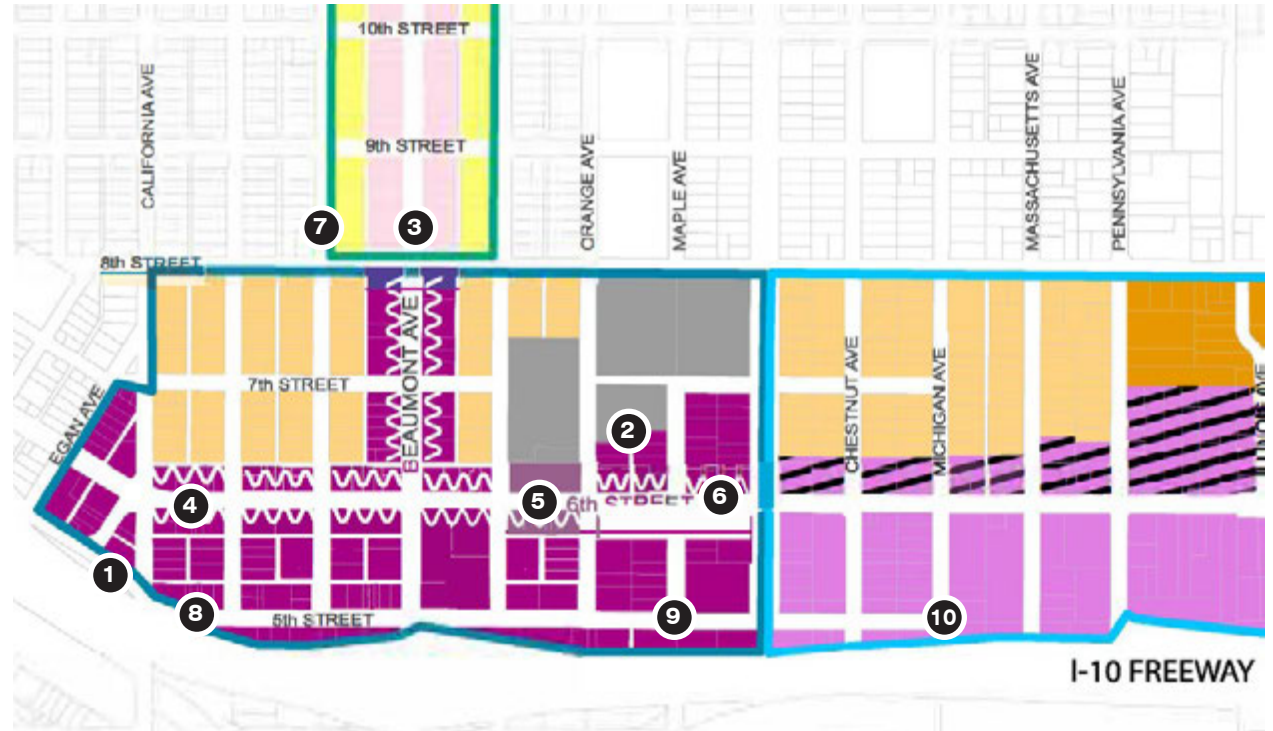 10th STREET
9th STREET
CALIFORNIA AVE
ORANGE AVE
MAPLE AVE
MASSACHUSETTS AVE
PENNSYLVANIA AVE
7
3
8th STREET
BEAUMONT AVE
7th STREET
EGAN AVE
CHESTNUT AVE
MICHIGAN AVE
2
4
5
6th STREET
6
1
8
5th STREET
9
10
I-10 FREEWAY